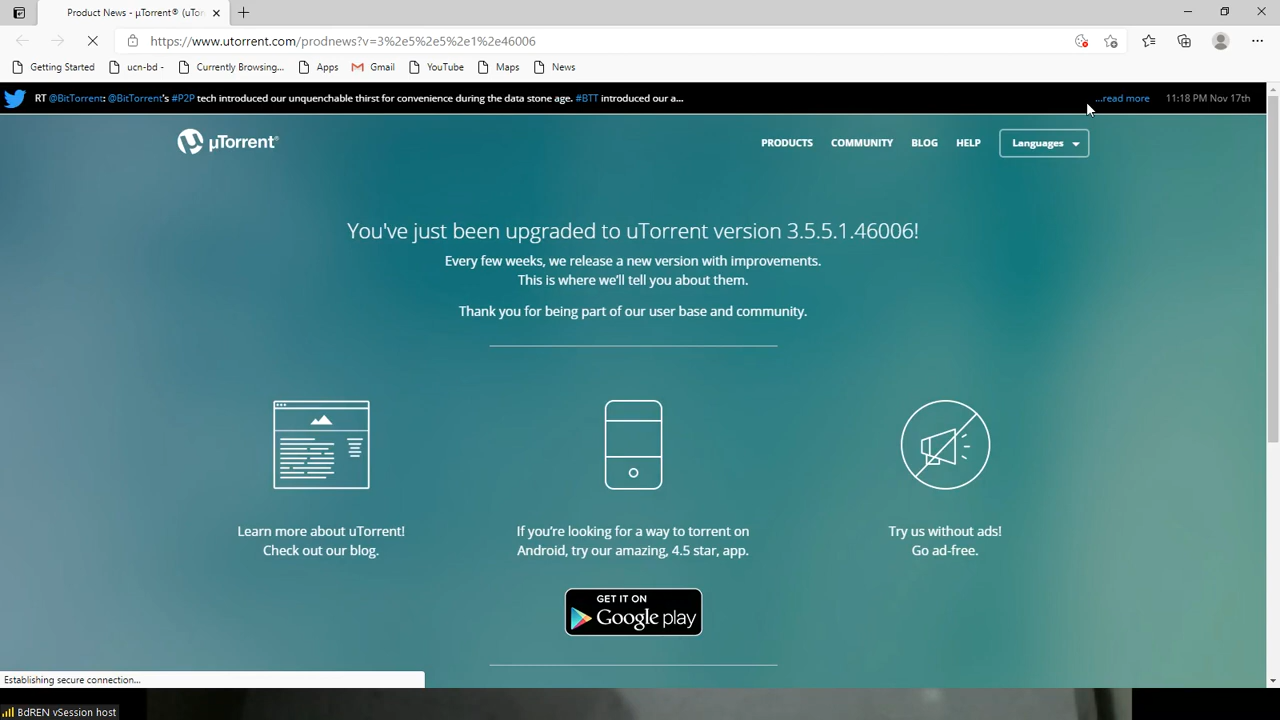 Product News - µTorrent® (uTor
https://www.utorrent.com/prodnews?v=3%2e5%2e5%2e1%2e46006
Getting Started
ucn-bd -
Currently Browsing...
Apps
Gmail
YouTube
Maps
News
RT @BitTorrent: @BitTorrent's #P2P tech introduced our unquenchable thirst for convenience during the data stone age. #BTT introduced our a...
...read more
11:18 PM Nov 17th
µTorrent®
PRODUCTS
COMMUNITY
BLOG
HELP
Languages
You've just been upgraded to uTorrent version 3.5.5.1.46006!
Every few weeks, we release a new version with improvements.
This is where we'll tell you about them.
Thank you for being part of our user base and community.
Learn more about uTorrent!
Check out our blog.
If you're looking for a way to torrent on
Android, try our amazing, 4.5 star, app.
Try us without ads!
Go ad-free.
GET IT ON
Google play
Establishing secure connection...
BdREN vSession host